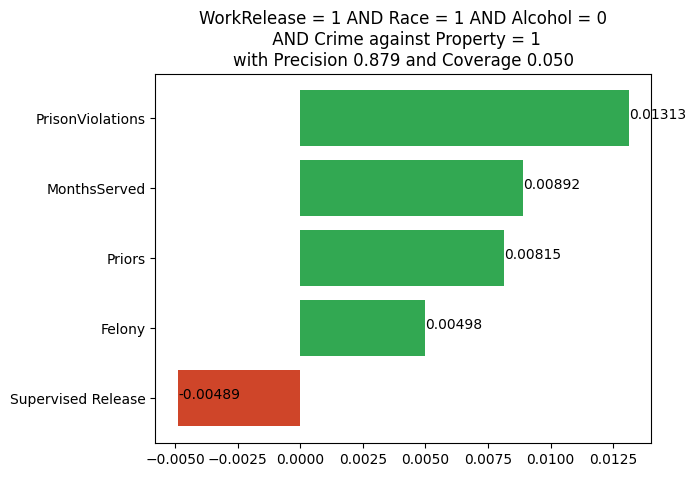 WorkRelease = 1 AND Race = 1 AND Alcohol = 0
AND Crime against Property = 1
with Precision 0.879 and Coverage 0.050
PrisonViolations
0.01313
MonthsServed
0.00892
Priors
0.00815
Felony
0.00498
Supervised Release
-0.00489
−0.0050
−0.0025
0.0000
0.0025
0.0050
0.0075
0.0100
0.0125